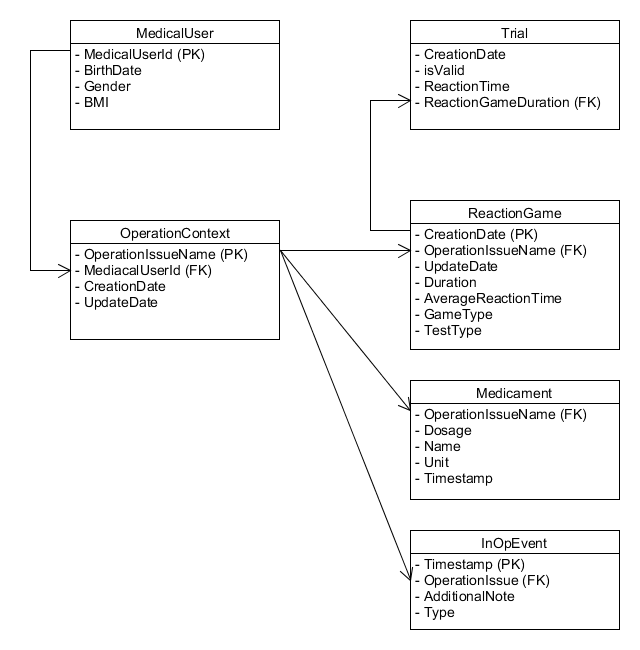 MedicalUser
- MedicalUserId (PK)
- BirthDate
- Gender
- BMI
Trial
- CreationDate
- isValid
- ReactionTime
- ReactionGameDuration (FK)
OperationContext
- OperationIssueName (PK)
- MediacalUserId (FK)
- CreationDate
- UpdateDate
ReactionGame
- CreationDate (PK)
- OperationIssueName (FK)
- UpdateDate
- Duration
- AverageReactionTime
- GameType
- TestType
Medicament
- OperationIssueName (FK)
- Dosage
- Name
- Unit
- Timestamp
InOpEvent
- Timestamp (PK)
- OperationIssue (FK)
- AdditionalNote
- Type